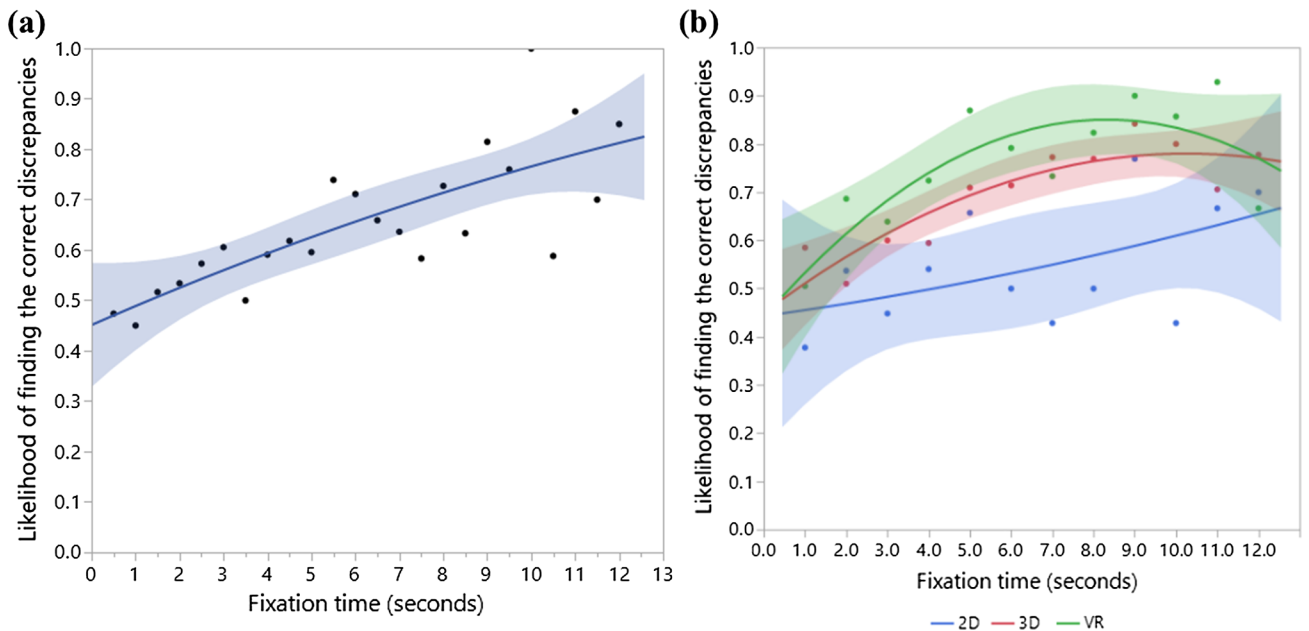 (a)
Likelihood of finding the correct discrepancies
1.0
0.9
0.8
0.7
0.6
0.5
0.4
0.3
0.2
0.1
0.0
0 1 2 3 4 5 6 7 8 9 10 11 12 13
Fixation time (seconds)
(b)
Likelihood of finding the correct discrepancies
1.0
0.9
0.8
0.7
0.6
0.5
0.4
0.3
0.2
0.1
0.0
0.0 1.0 2.0 3.0 4.0 5.0 6.0 7.0 8.0 9.0 10.0 11.0 12.0
Fixation time (seconds)
2D 3D VR